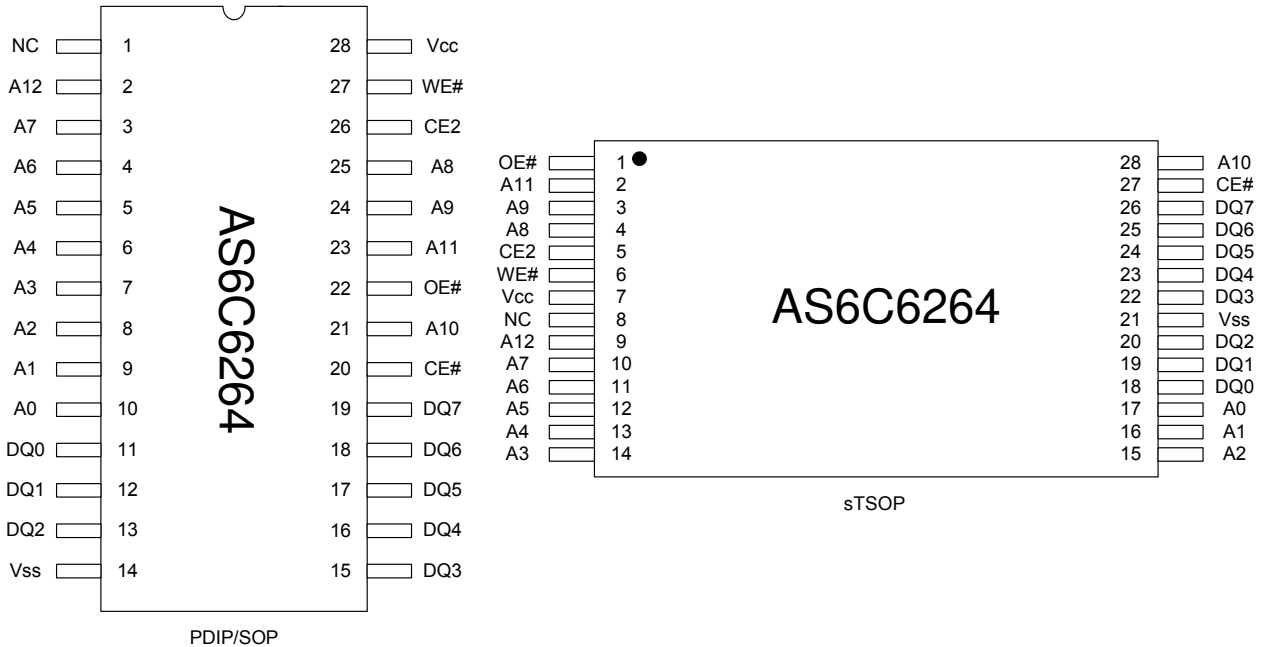 NC 1 28 Vcc
A12 2 27 WE#
A7 3 26 CE2
A6 4 25 A8
A5 5 24 A9
A4 6 23 A11
A3 7 22 OE#
A2 8 21 A10
A1 9 20 CE#
A0 10 19 DQ7
DQ0 11 18 DQ6
DQ1 12 17 DQ5
DQ2 13 16 DQ4
Vss 14 15 DQ3
AS6C6264
PDIP/SOP
OE# 1 28 A10
A11 2 27 CE#
A9 3 26 DQ7
A8 4 25 DQ6
CE2 5 24 DQ5
WE# 6 23 DQ4
Vcc 7 22 DQ3
NC 8 21 Vss
A12 9 20 DQ2
A7 10 19 DQ1
A6 11 18 DQ0
A5 12 17 A0
A4 13 16 A1
A3 14 15 A2
AS6C6264
sTSOP